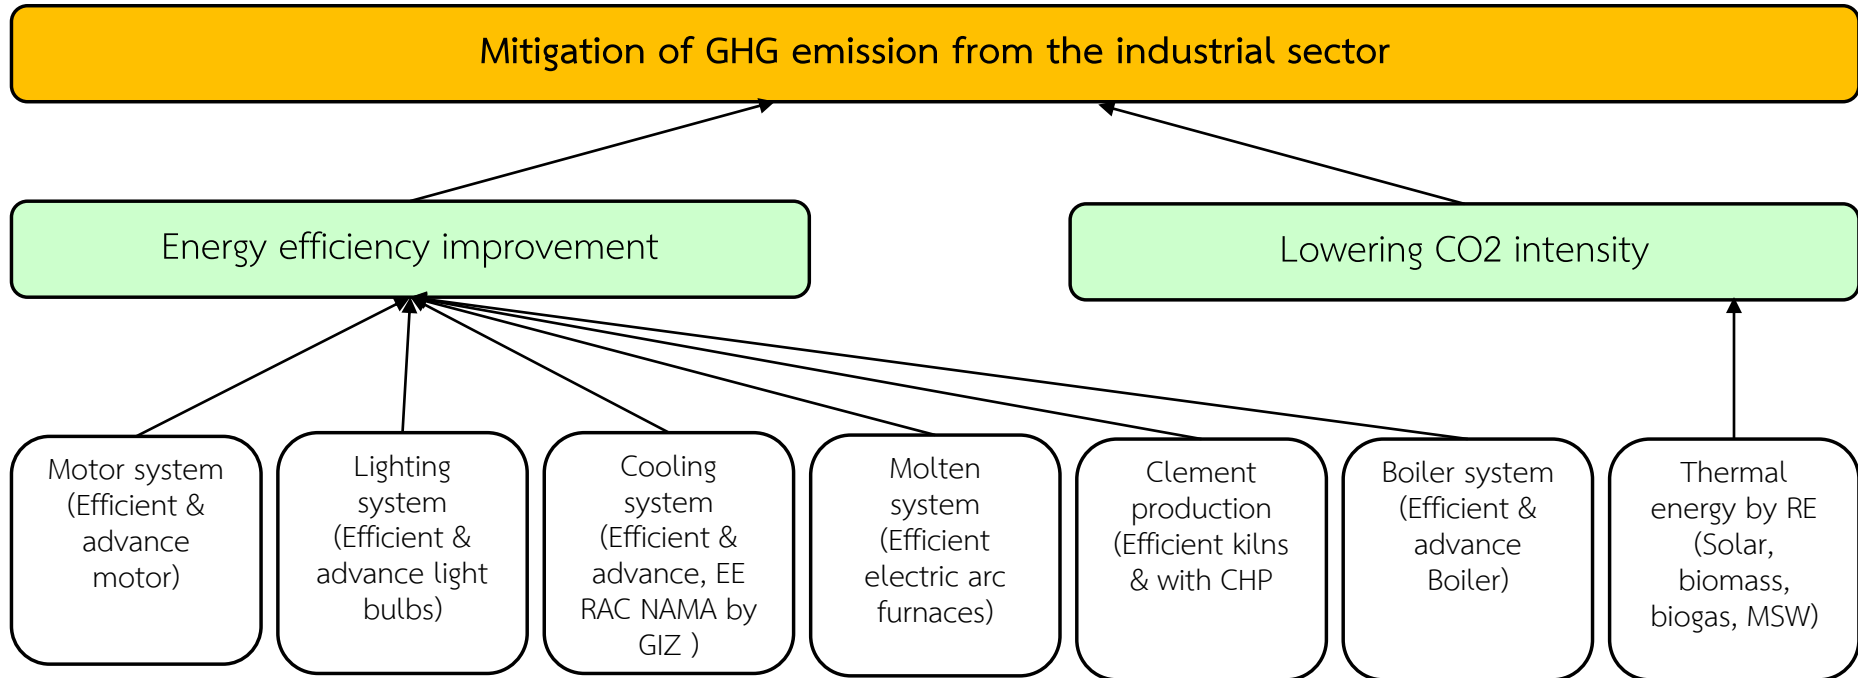 Mitigation of GHG emission from the industrial sector
Energy efficiency improvement
Lowering CO2 intensity
Motor system
(Efficient &
advance
motor)
Lighting
system
(Efficient &
advance light
bulbs)
Cooling
system
(Efficient &
advance, EE
RAC NAMA by
GIZ )
Molten
system
(Efficient
electric arc
furnaces)
Clement
production
(Efficient kilns
& with CHP
Boiler system
(Efficient &
advance
Boiler)
Thermal
energy by RE
(Solar,
biomass,
biogas, MSW)